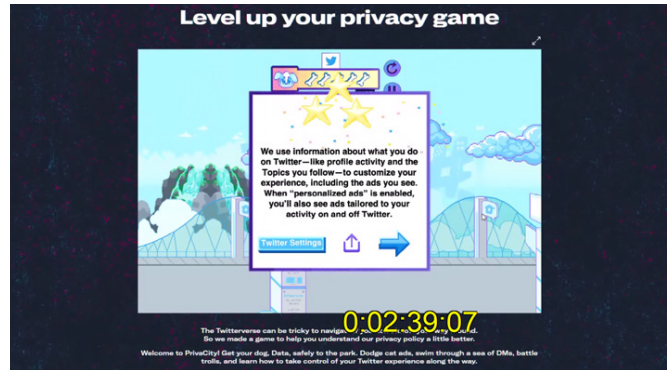 Level up your privacy game
We use information about what you do
on Twitter—like profile activity and the
Topics you follow—to customize your
experience, including the ads you see.
When “personalized ads” is enabled,
you'll also see ads tailored to your
activity on and off Twitter.
Twitter Settings
0:02:39:07
The Twitterverse can be tricky to
So we made a game to help you understand our privacy policy a little better.
Welcome to PrivaCity! Get your dog, Data, safely to the park. Dodge cat ads, swim through a sea of DMs, battle
trolls, and learn how to take control of your Twitter experience along the way.